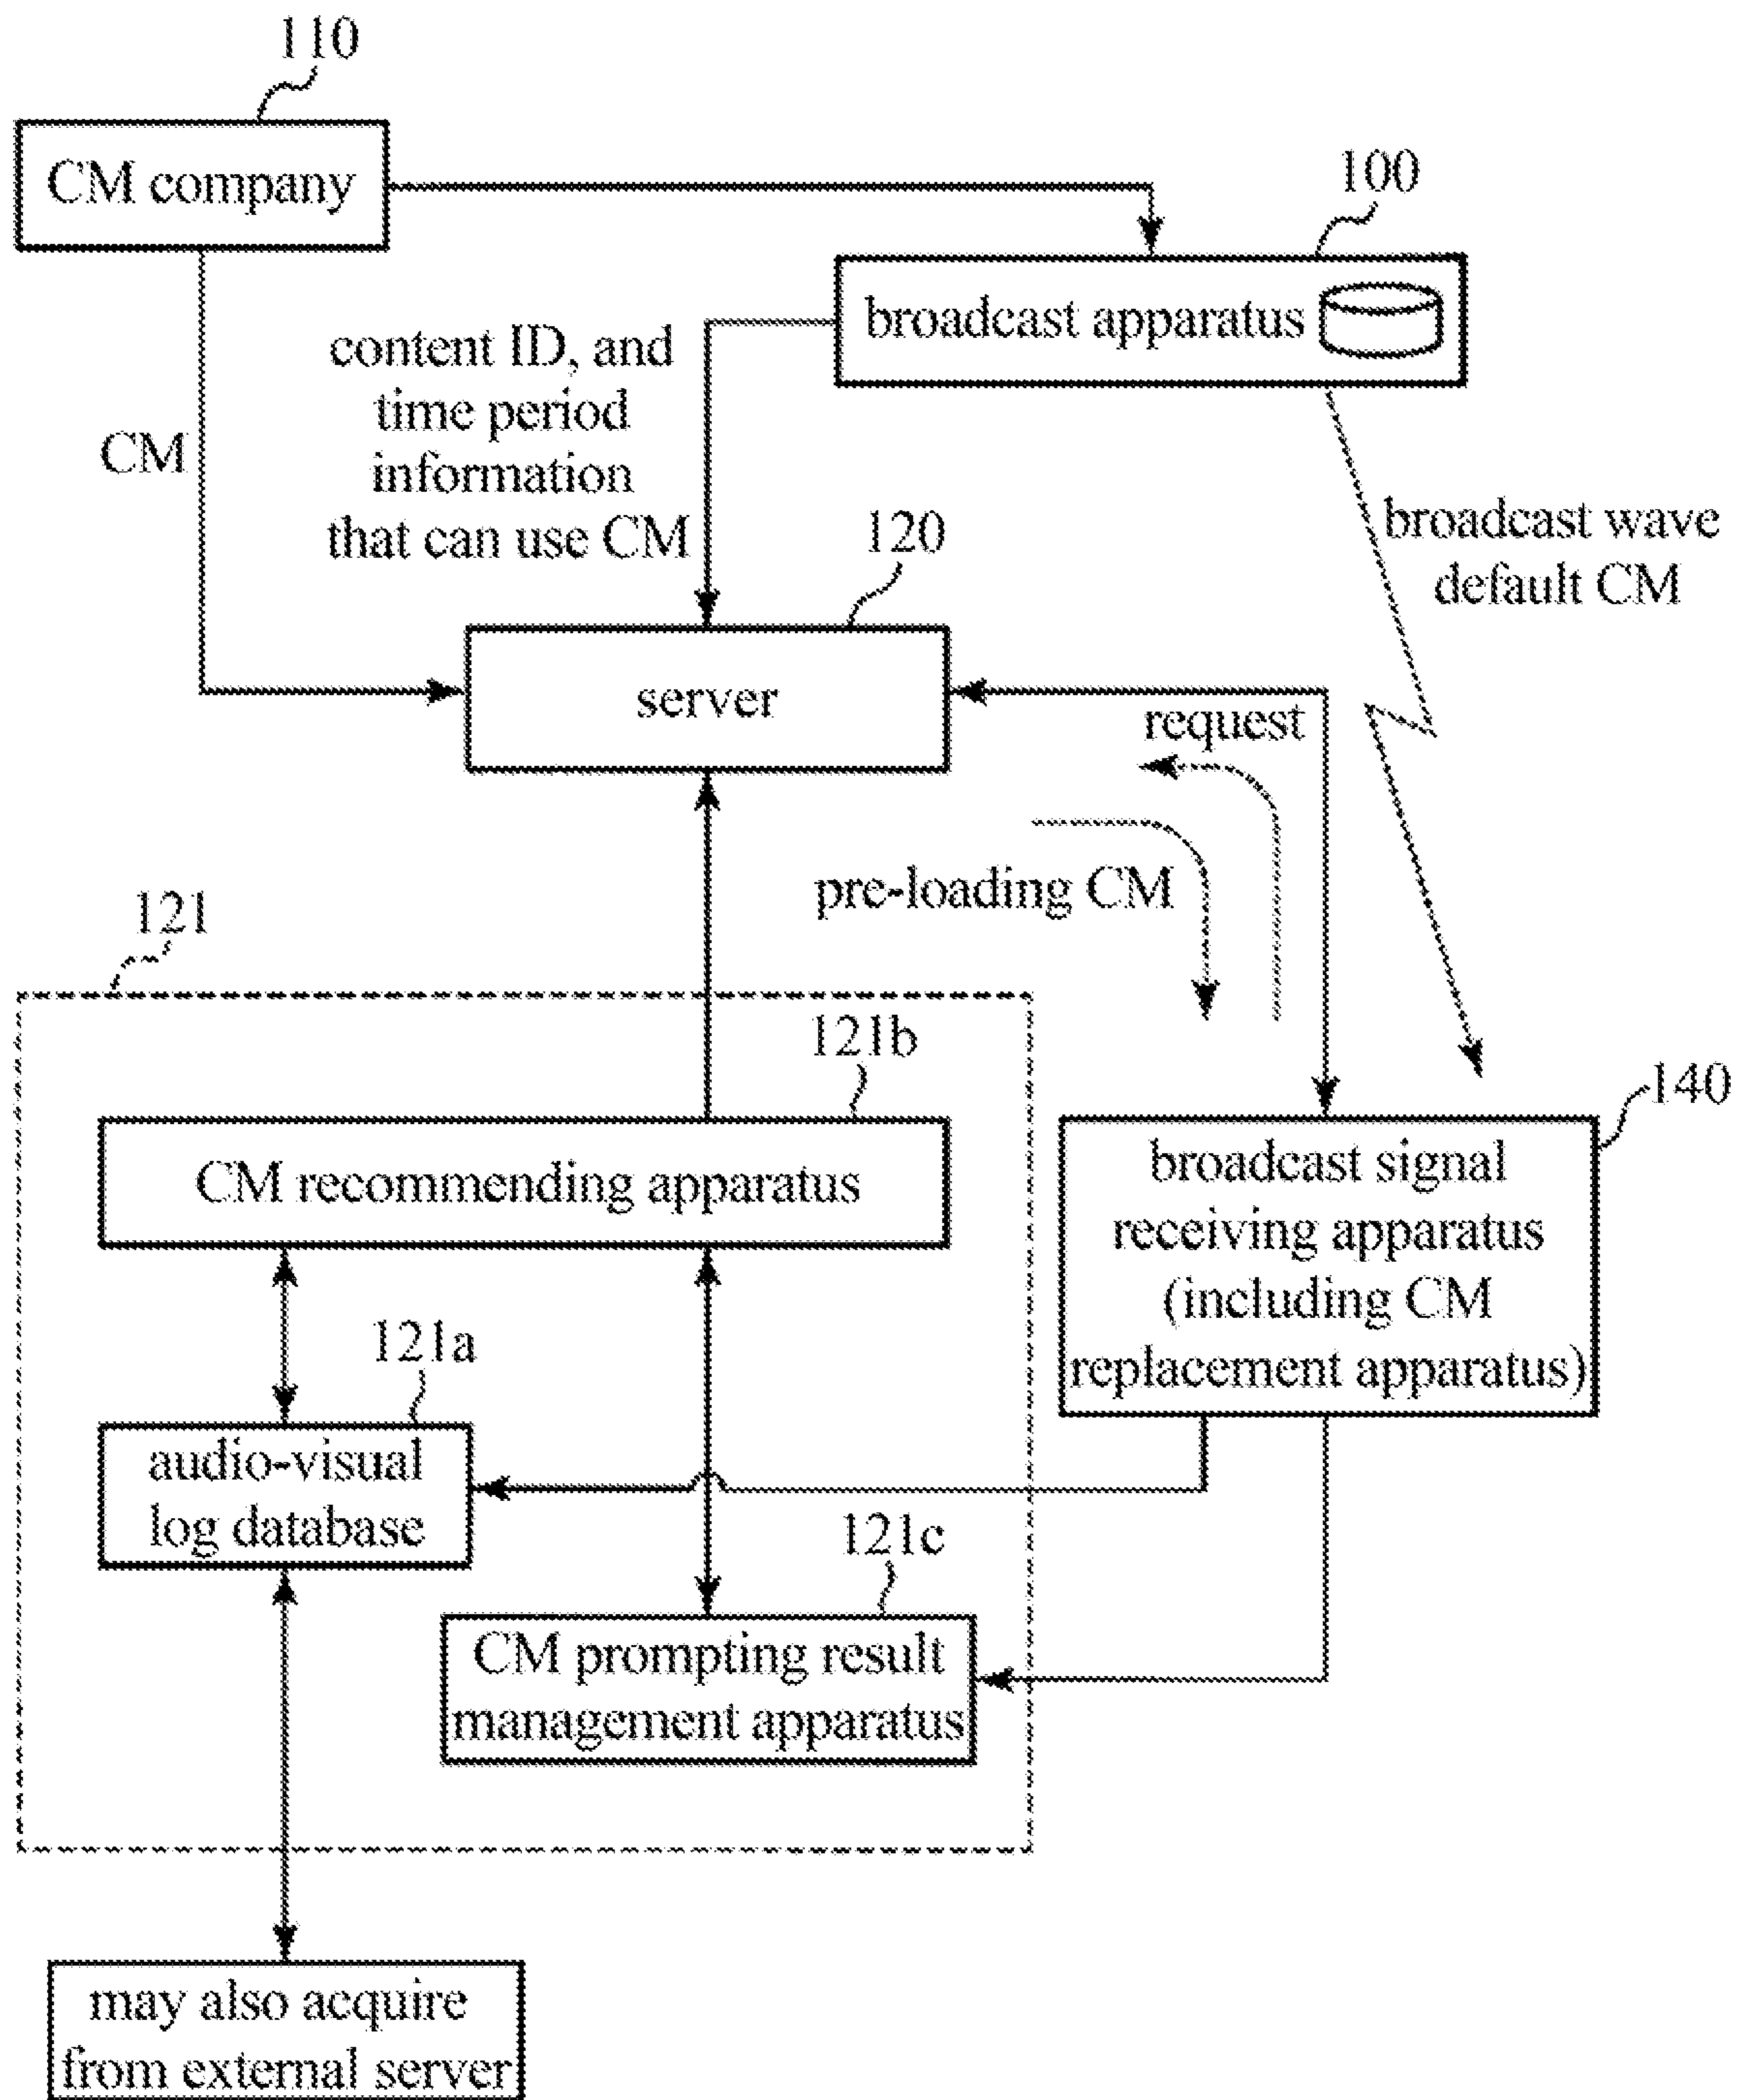 110
CM company
100
broadcast apparatus
content ID, and
time period
information
that can use CM
CM
broadcast wave
default CM
120
server
request
pre-loading CM
121
121b
CM recommending apparatus
140
broadcast signal
receiving apparatus
(including CM
replacement apparatus)
121a
audio-visual
log database
121c
CM prompting result
management apparatus
may also acquire
from external server